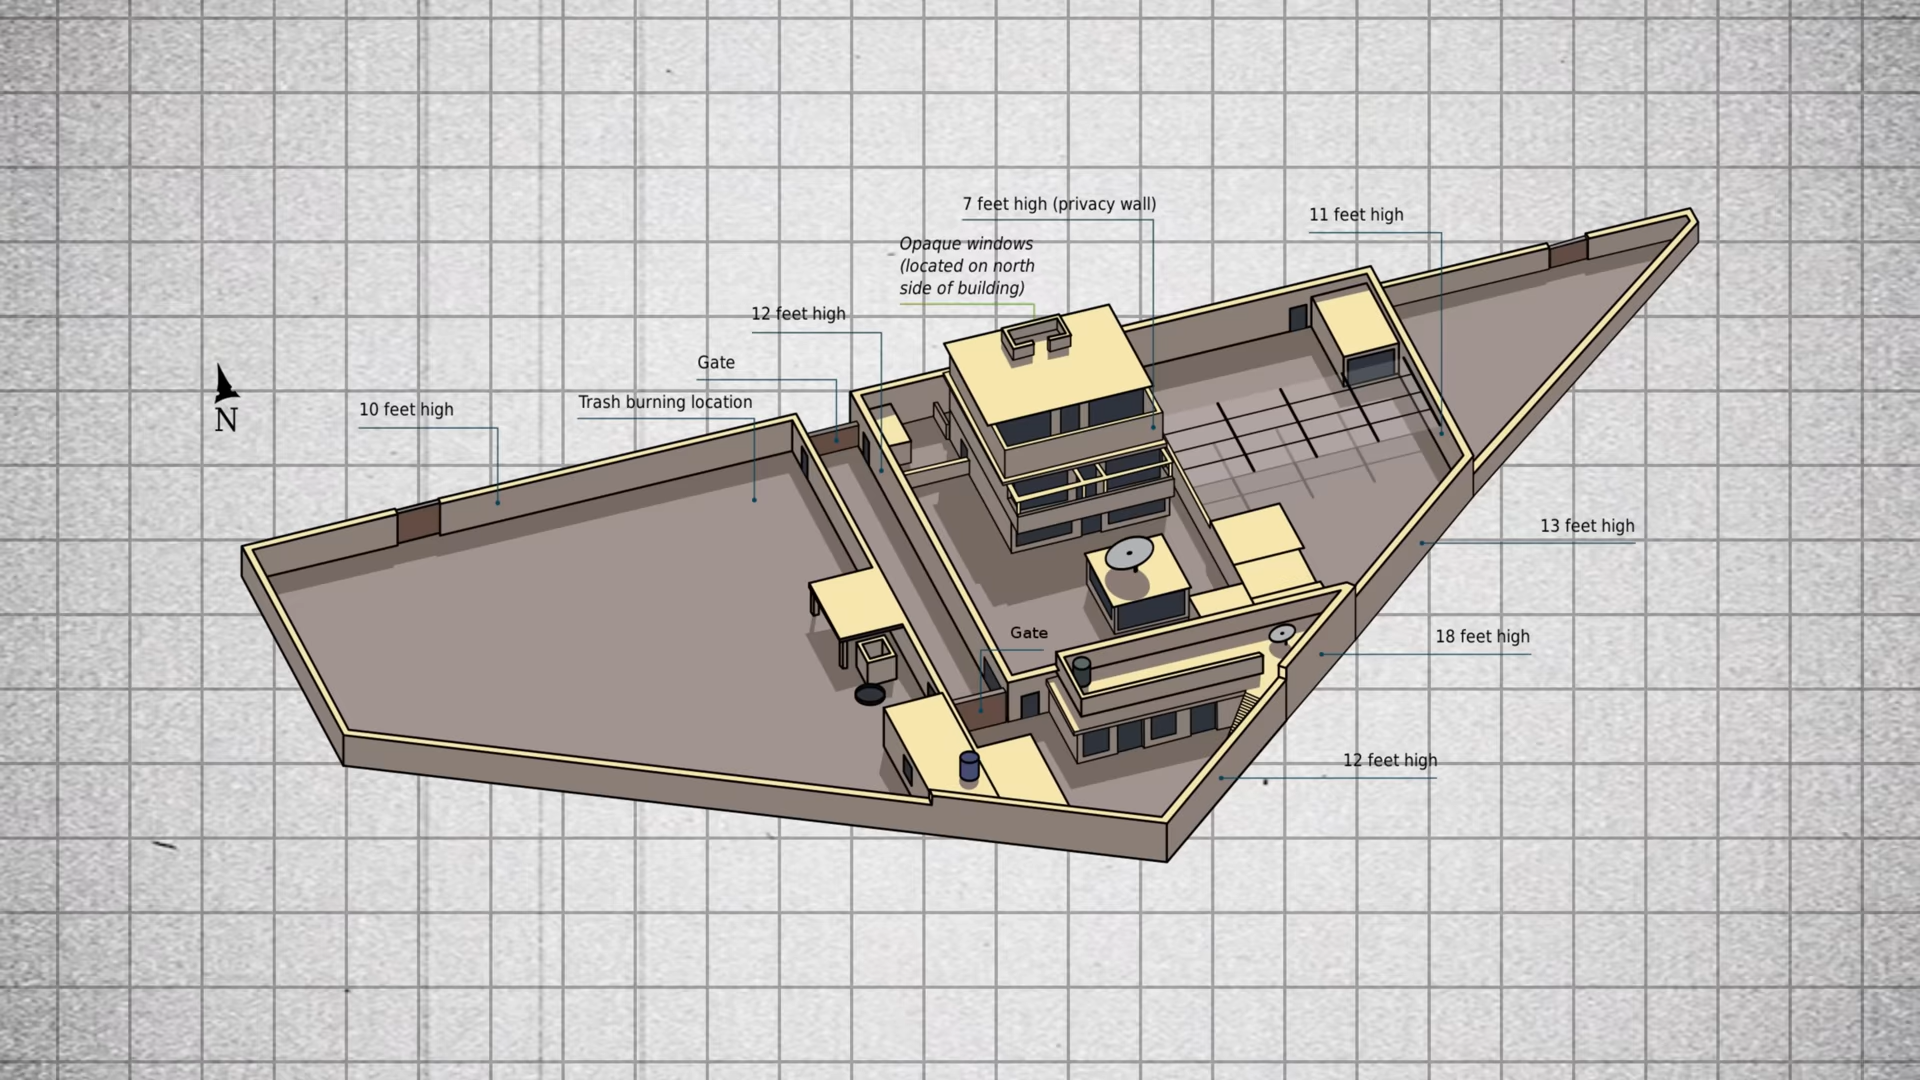 7 feet high (privacy wall)
11 feet high
Opaque windows
(located on north
side of building)
12 feet high
Gate
Trash burning location
10 feet high
N
13 feet high
Gate
18 feet high
12 feet high